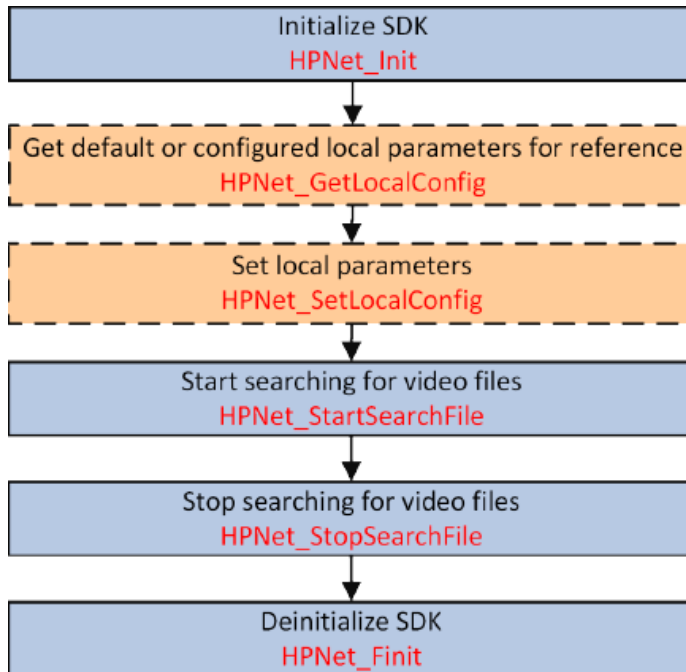 Initialize SDK
HPNet_Init
Get default or configured local parameters for reference
HPNet_GetLocalConfig
Set local parameters
HPNet_SetLocalConfig
Start searching for video files
HPNet_StartSearchFile
Stop searching for video files
HPNet_StopSearchFile
Deinitialize SDK
HPNet_Finit